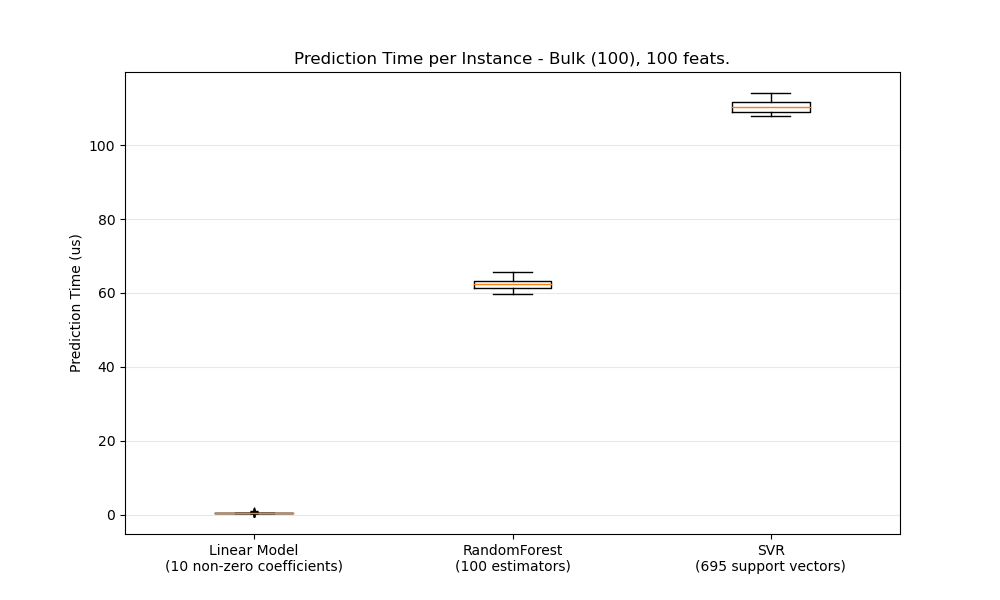 Prediction Time per Instance - Bulk (100), 100 feats.
Prediction Time (us)
100
80
60
40
20
0
Linear Model
(10 non-zero coefficients)
RandomForest
(100 estimators)
SVR
(695 support vectors)